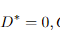 D* = 0,